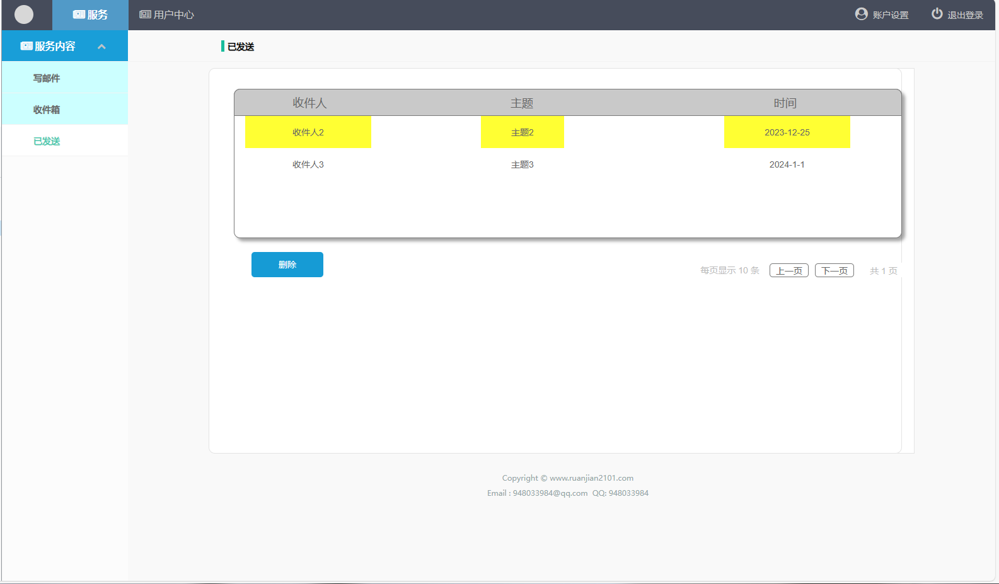 服务 用户中心 账户设置 退出登录
服务内容
写邮件
收件箱
已发送
已发送
收件人 主题 时间
收件人2 主题2 2023-12-25
收件人3 主题3 2024-1-1
删除
每页显示 10 条 上一页 下一页 共 1 页
Copyright © www.ruanjian2101.com
Email : 948033984@qq.com QQ: 948033984